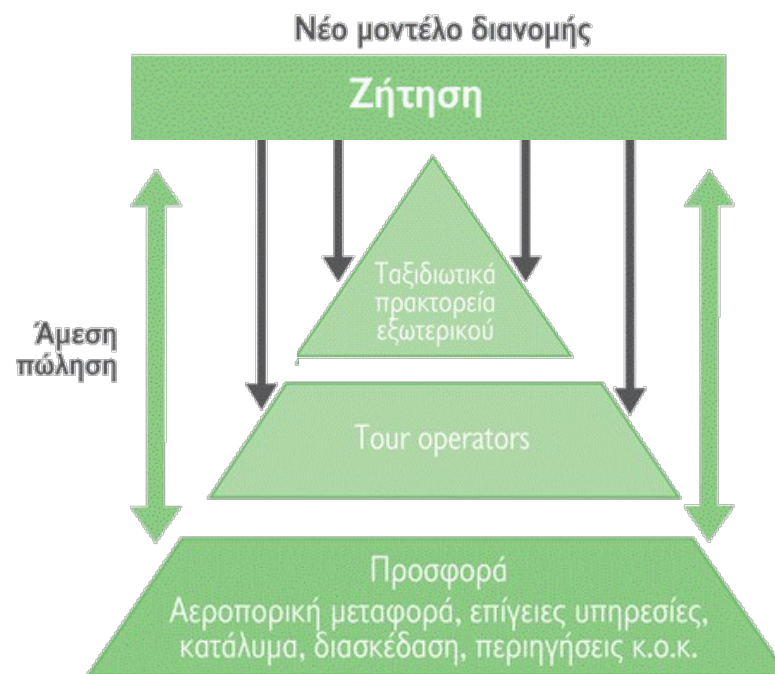 Νέο μοντέλο διανομής
Ζήτηση
Ταξιδιωτικά
πρακτορεία
εξωτερικού
Άμεση
πώληση
Tour operators
Προσφορά
Αεροπορική μεταφορά, επίγειες υπηρεσίες,
κατάλυμα, διασκέδαση, περιηγήσεις κ.ο.κ.